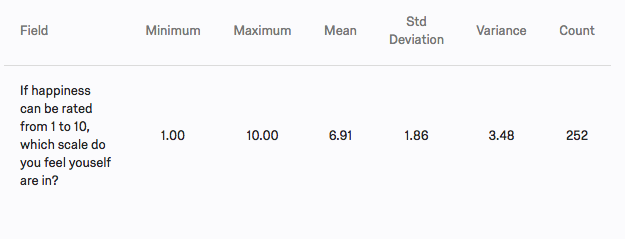 Field Minimum Maximum Mean Std Deviation Variance Count
If happiness
can be rated
from 1 to 10,
which scale do
you feel youself
are in?
1.00 10.00 6.91 1.86 3.48 252